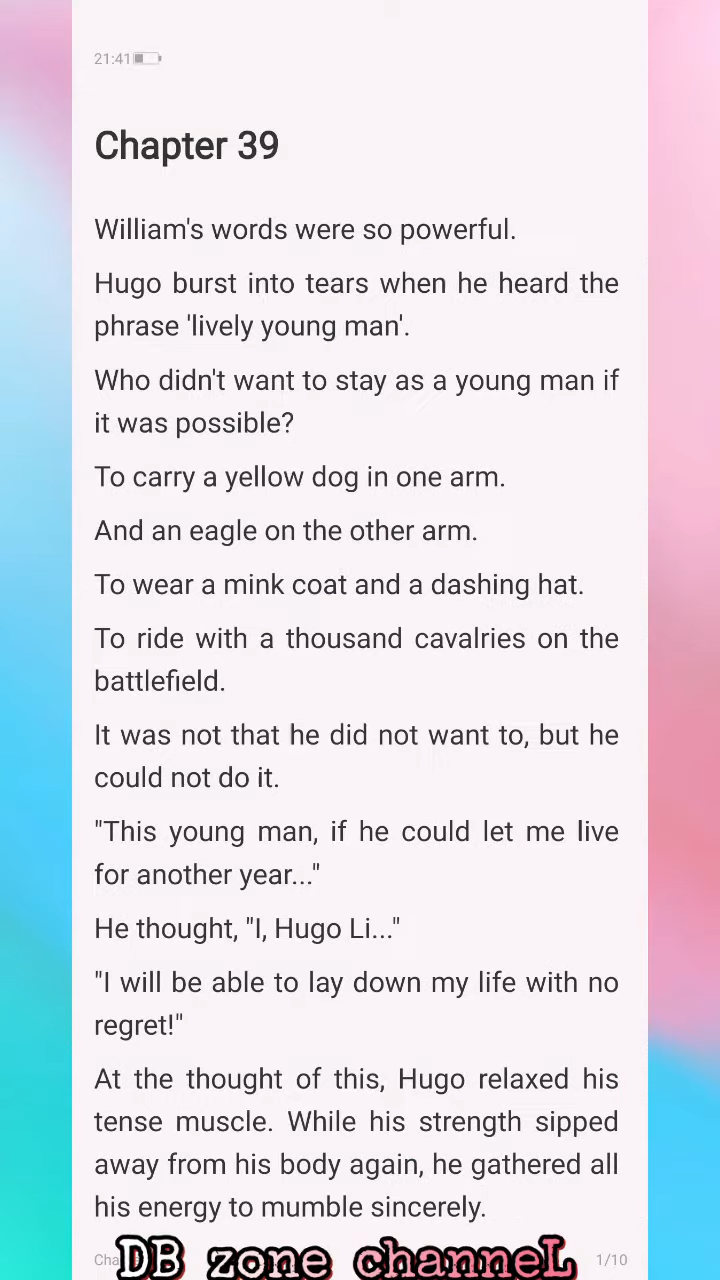 21:41
Chapter 39
William's words were so powerful.
Hugo burst into tears when he heard the
phrase 'lively young man'.
Who didn't want to stay as a young man if
it was possible?
To carry a yellow dog in one arm.
And an eagle on the other arm.
To wear a mink coat and a dashing hat.
To ride with a thousand cavalries on the
battlefield.
It was not that he did not want to, but he
could not do it.
"This young man, if he could let me live
for another year..."
He thought, "I, Hugo Li..."
"I will be able to lay down my life with no
regret!"
At the thought of this, Hugo relaxed his
tense muscle. While his strength sipped
away from his body again, he gathered all
his energy to mumble sincerely.
DB zone channeL
1/10